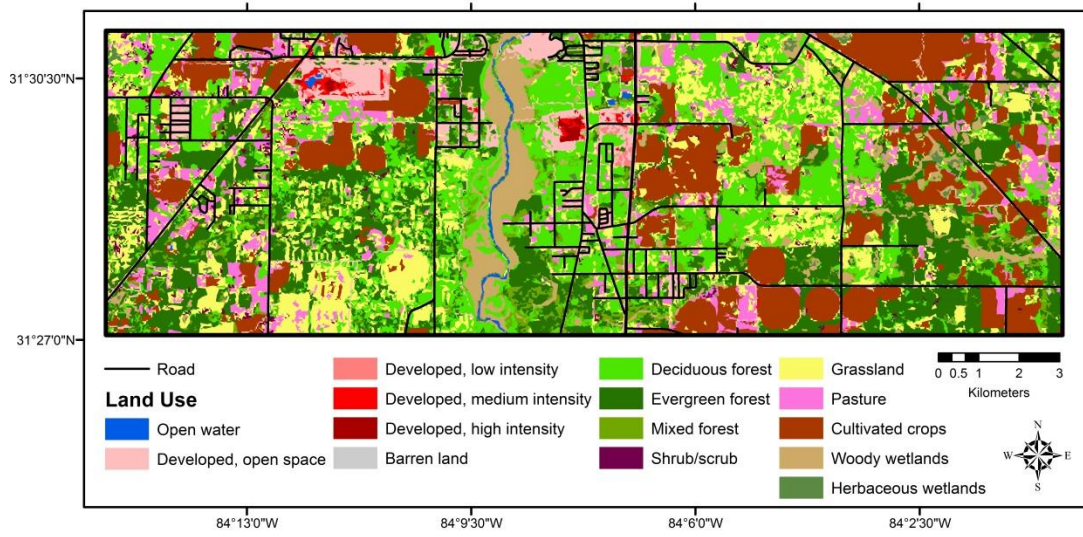 31°30'30"N
31°27'0"N
Road
Land Use
Open water
Developed, open space
Developed, low intensity
Developed, medium intensity
Developed, high intensity
Barren land
Deciduous forest
Evergreen forest
Mixed forest
Shrub/scrub
Grassland
Pasture
Cultivated crops
Woody wetlands
Herbaceous wetlands
0 0.5 1 2 3
Kilometers
N
W E
S
84°13'0"W 84°9'30"W 84°6'0"W 84°2'30"W